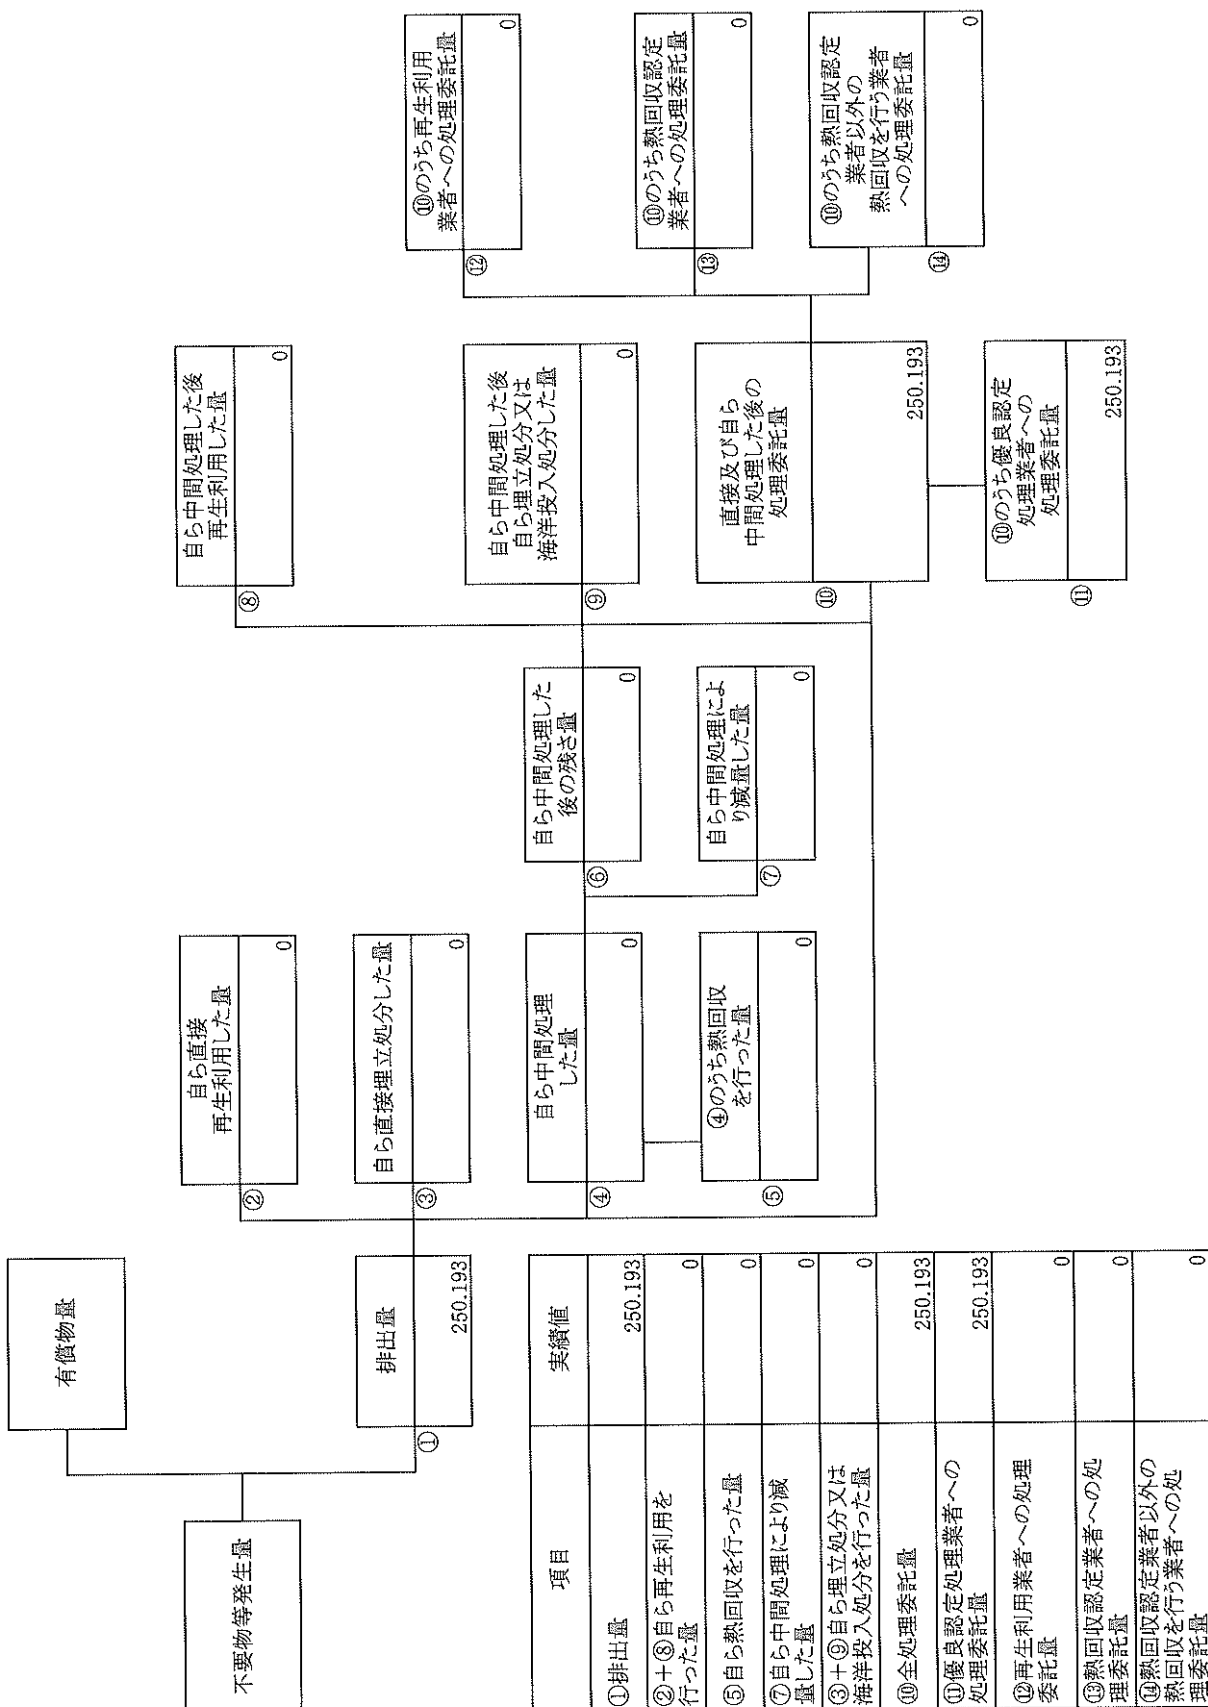 不要物等発生量
有償物量
①
排出量
250.193
②
自ら直接
再生利用した量
0
③
自ら直接埋立処分した量
0
④
自ら中間処理
した量
0
⑤
④のうち熱回収
を行った量
0
⑥
自ら中間処理した
後の残さ量
0
⑦
自ら中間処理によ
り減量した量
0
⑧
自ら中間処理した後
再生利用した量
0
⑨
自ら中間処理した後
自ら埋立処分又は
海洋投入処分した量
0
⑩
直接及び自ら
中間処理した後の
処理委託量
250.193
⑪
⑩のうち優良認定
処理業者への
処理委託量
250.193
⑫
⑩のうち再生利用
業者への処理委託量
0
⑬
⑩のうち熱回収認定
業者への処理委託量
0
⑭
⑩のうち熱回収認定
業者以外の
熱回収を行う業者
への処理委託量
0
項目 実績値
①排出量 250.193
②+⑧自ら再生利用を
行った量 0
⑤自ら熱回収を行った量 0
⑦自ら中間処理により減
量した量 0
③+⑨自ら埋立処分又は
海洋投入処分を行った量 0
⑩全処理委託量 250.193
⑪優良認定処理業者への
処理委託量 250.193
⑫再生利用業者への処理
委託量 0
⑬熱回収認定業者への処
理委託量 0
⑭熱回収認定業者以外の
熱回収を行う業者への処
理委託量 0